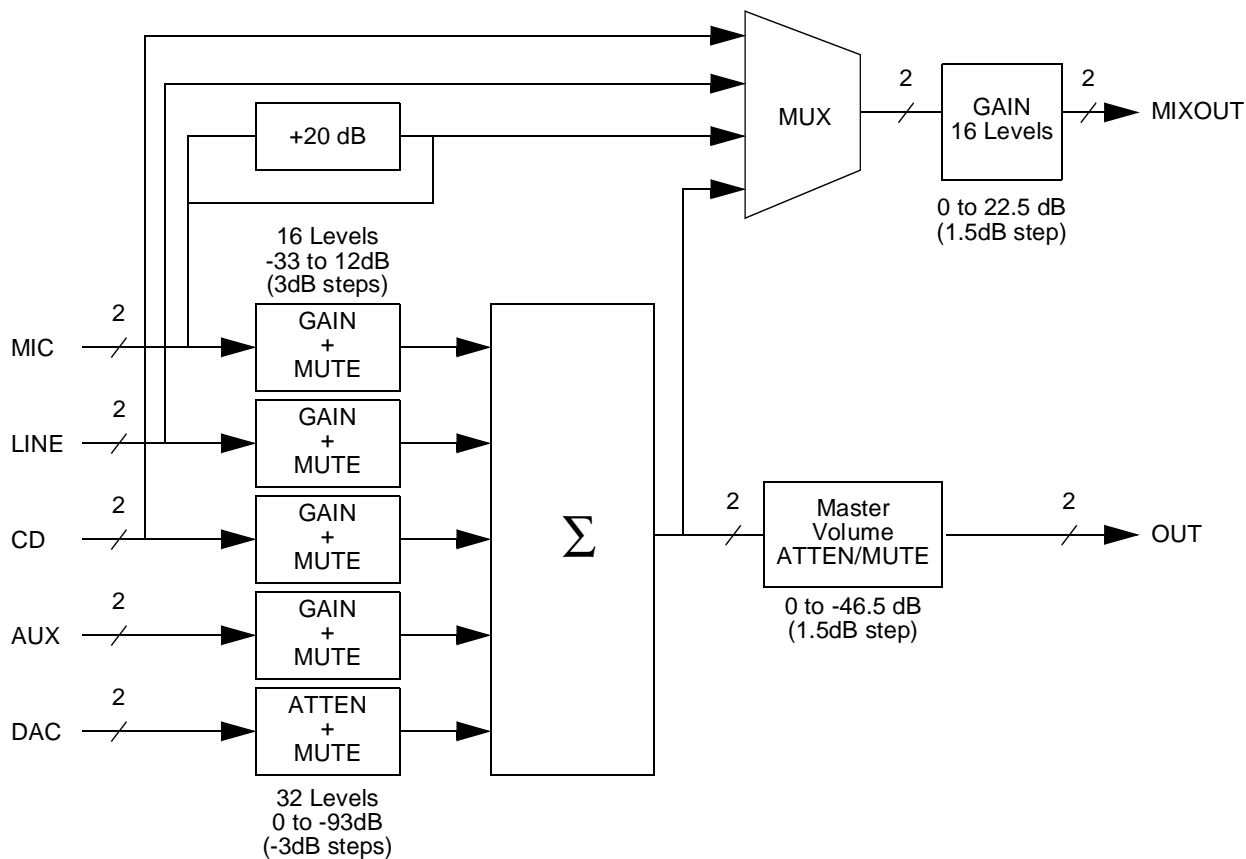 MUX
2
GAIN
16 Levels
2
MIXOUT
0 to 22.5 dB
(1.5dB step)
+20 dB
16 Levels
-33 to 12dB
(3dB steps)
MIC
2
GAIN
+
MUTE
LINE
2
GAIN
+
MUTE
CD
2
GAIN
+
MUTE
AUX
2
GAIN
+
MUTE
DAC
2
ATTEN
+
MUTE
32 Levels
0 to -93dB
(-3dB steps)
Σ
2
Master
Volume
ATTEN/MUTE
2
OUT
0 to -46.5 dB
(1.5dB step)